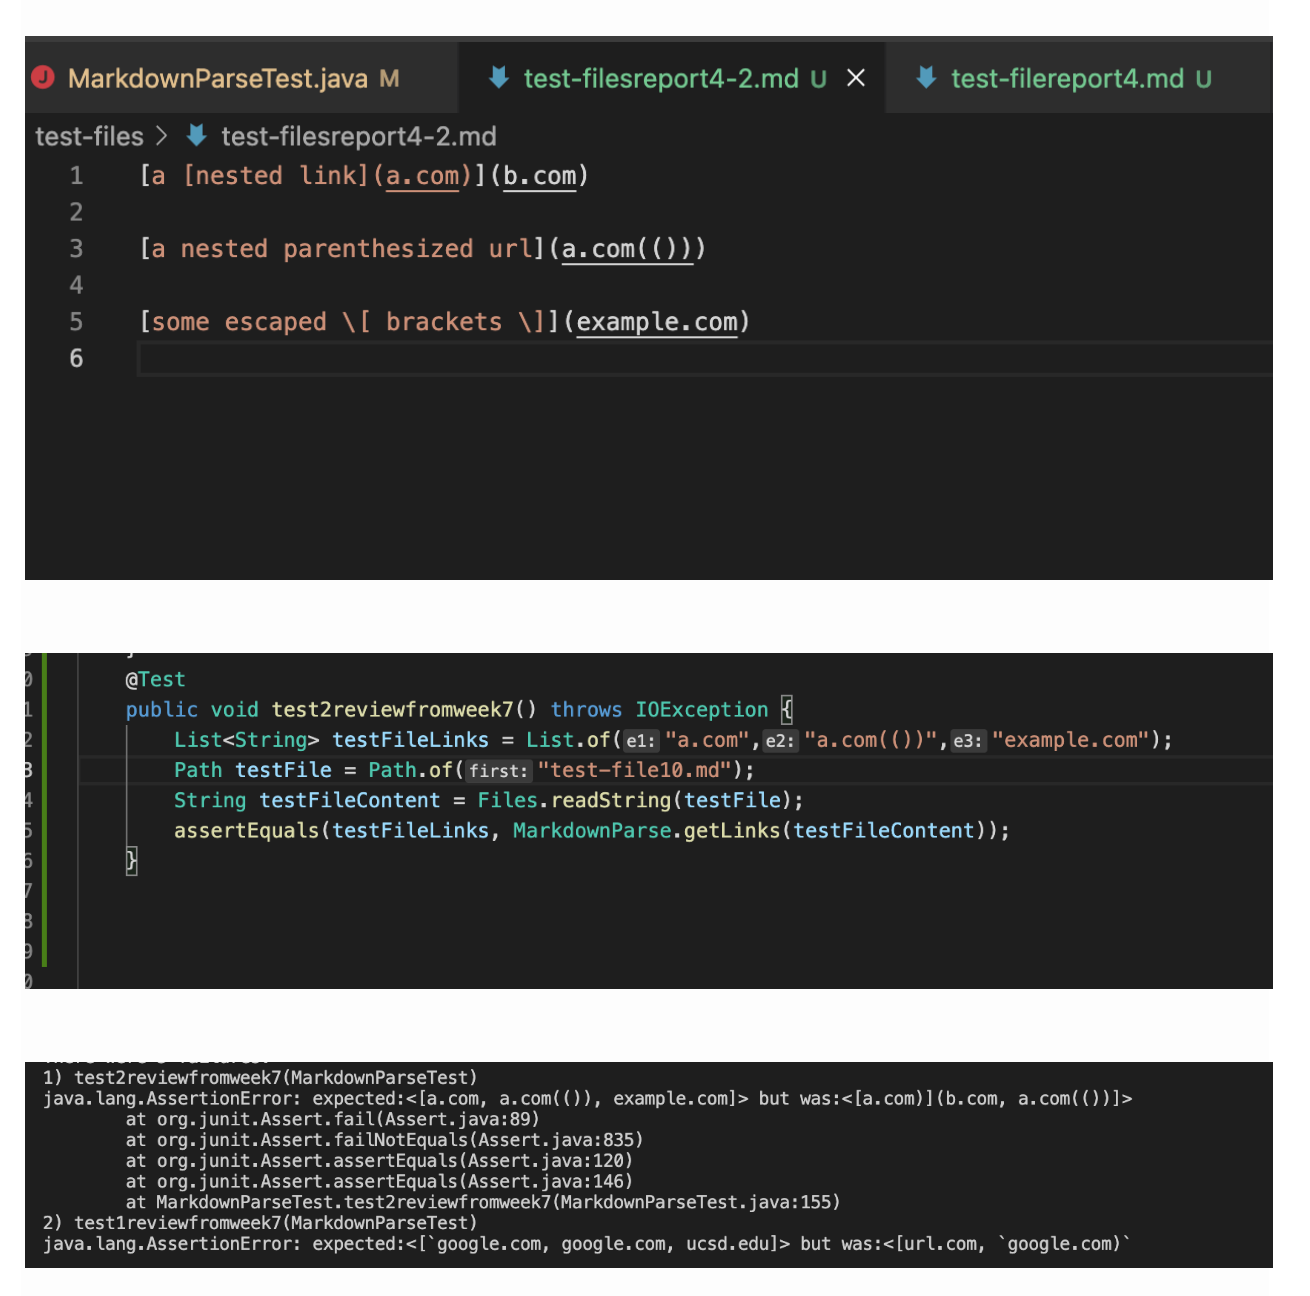 MarkdownParseTest.java M test-filesreport4-2.md U × test-filereport4.md U
test-files > test-filesreport4-2.md
1 [a [nested link](a.com)](b.com)
2
3 [a nested parenthesized url](a.com(()))
4
5 [some escaped \[ brackets \]](example.com)
6
@Test
public void test2reviewfromweek7() throws IOException {
List<String> testFileLinks = List.of(e1: "a.com",e2: "a.com(())",e3: "example.com");
Path testFile = Path.of(first: "test-file10.md");
String testFileContent = Files.readString(testFile);
assertEquals(testFileLinks, MarkdownParse.getLinks(testFileContent));
}
1) test2reviewfromweek7(MarkdownParseTest)
java.lang.AssertionError: expected:<[a.com, a.com(()), example.com]> but was:<[a.com)](b.com, a.com(())]>
at org.junit.Assert.fail(Assert.java:89)
at org.junit.Assert.failNotEquals(Assert.java:835)
at org.junit.Assert.assertEquals(Assert.java:120)
at org.junit.Assert.assertEquals(Assert.java:146)
at MarkdownParseTest.test2reviewfromweek7(MarkdownParseTest.java:155)
2) test1reviewfromweek7(MarkdownParseTest)
java.lang.AssertionError: expected:<[`google.com, google.com, ucsd.edu]> but was:<[url.com, `google.com)`